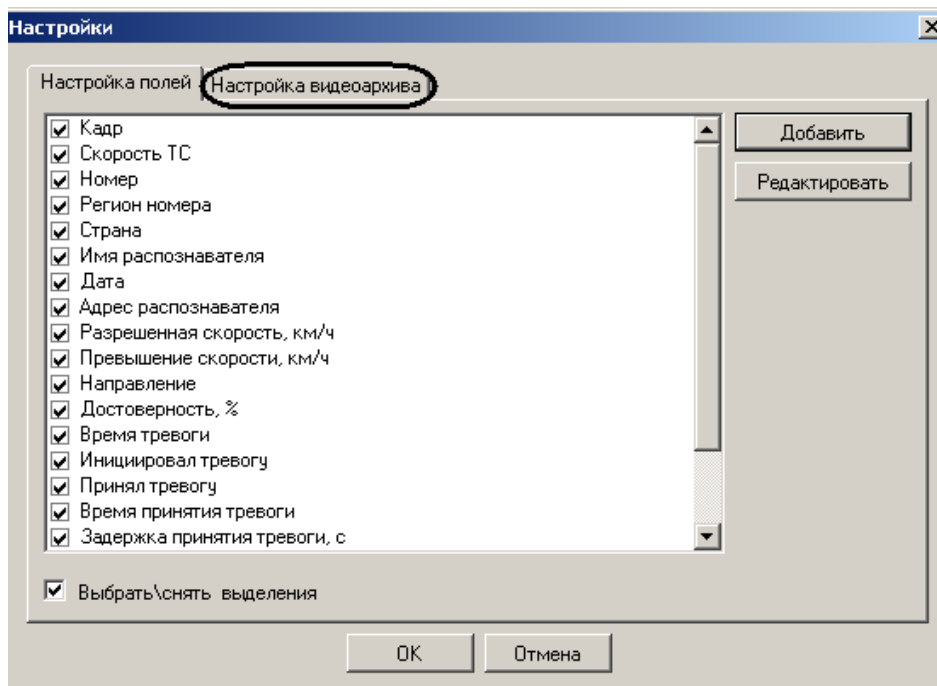 Настройки
Настройка полей Настройка видеоархива
Кадр
Скорость ТС
Номер
Регион номера
Страна
Имя распознавателя
Дата
Адрес распознавателя
Разрешенная скорость, км/ч
Превышение скорости, км/ч
Направление
Достоверность, %
Время тревоги
Инициировал тревогу
Принял тревогу
Время принятия тревоги
Задержка принятия тревоги, с
Добавить
Редактировать
Выбрать\снять выделения
OK Отмена